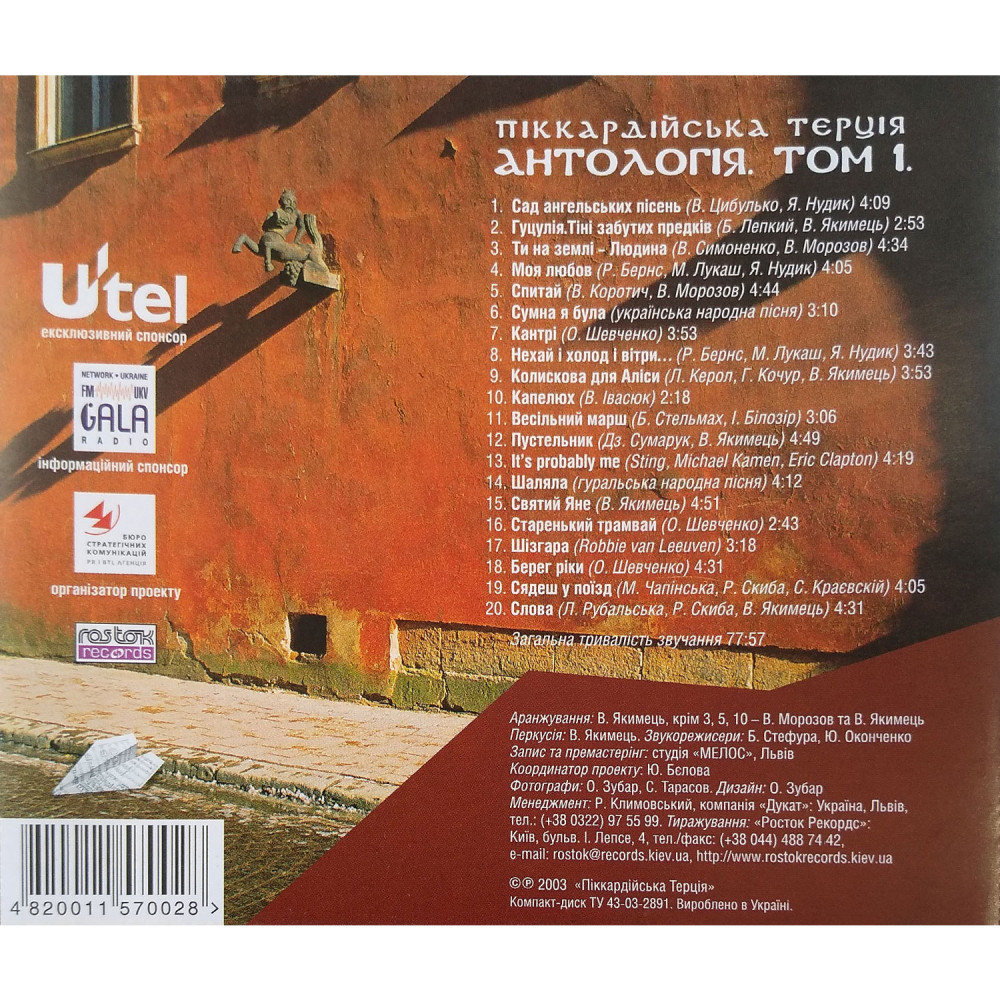 ПІККАРДІЙСЬКА ТЕРЦІЯ
АНТОЛОГІЯ. ТОМ 1.
1. Сад ангельських пісень (В. Цибулько, Я. Нудик) 4:09
2. Гуцулія.Тіні забутих предків (Б. Лепкий, В. Якимець) 2:53
3. Ти на землі – Людина (В. Симоненко, В. Морозов) 4:34
4. Моя любов (Р. Бернс, М. Лукаш, Я. Нудик) 4:05
5. Спитай (В. Коротич, В. Морозов) 4:44
6. Сумна я була (українська народна пісня) 3:10
7. Кантрі (О. Шевченко) 3:53
8. Нехай і холод і вітри... (Р. Бернс, М. Лукаш, Я. Нудик) 3:43
9. Колискова для Аліси (Л. Керол, Г. Кочур, В. Якимець) 3:53
10. Капелюх (В. Івасюк) 2:18
11. Весільний марш (Б. Стельмах, І. Білозір) 3:06
12. Пустельник (Дз. Сумарук, В. Якимець) 4:49
13. It's probably me (Sting, Michael Kamen, Eric Clapton) 4:19
14. Шаляла (гуральська народна пісня) 4:12
15. Святий Яне (В. Якимець) 4:51
16. Старенький трамвай (О. Шевченко) 2:43
17. Шізгара (Robbie van Leeuven) 3:18
18. Берег ріки (О. Шевченко) 4:31
19. Сядеш у поїзд (М. Чапінська, Р. Скиба, С. Краєвскій) 4:05
20. Слова (Л. Рубальська, Р. Скиба, В. Якимець) 4:31
Загальна тривалість звучання 77:57
Utel
ексклюзивний спонсор
NETWORK • UKRAINE
FM UKV
GALA
RADIO
інформаційний спонсор
БЮРО
СТРАТЕГІЧНИХ
КОМУНІКАЦІЙ
PR І BTL АГЕНЦІЯ
організатор проекту
rostok
records
Аранжування: В. Якимець, крім 3, 5, 10 – В. Морозов та В. Якимець
Перкусія: В. Якимець. Звукорежисери: Б. Стефура, Ю. Оконченко
Запис та премастерінг: студія «МЕЛОС», Львів
Координатор проекту: Ю. Бєлова
Фотографи: О. Зубар, С. Тарасов. Дизайн: О. Зубар
Менеджмент: Р. Климовський, компанія «Дукат»: Україна, Львів,
тел.: (+38 0322) 97 55 99. Тиражування: «Росток Рекордс»:
Київ, бульв. І. Лепсе, 4, тел./факс: (+38 044) 488 74 42,
e-mail: rostok@records.kiev.ua, http://www.rostokrecords.kiev.ua
©℗ 2003 «Піккардійська Терція»
Компакт-диск ТУ 43-03-2891. Вироблено в Україні.
4 820011 570028 >